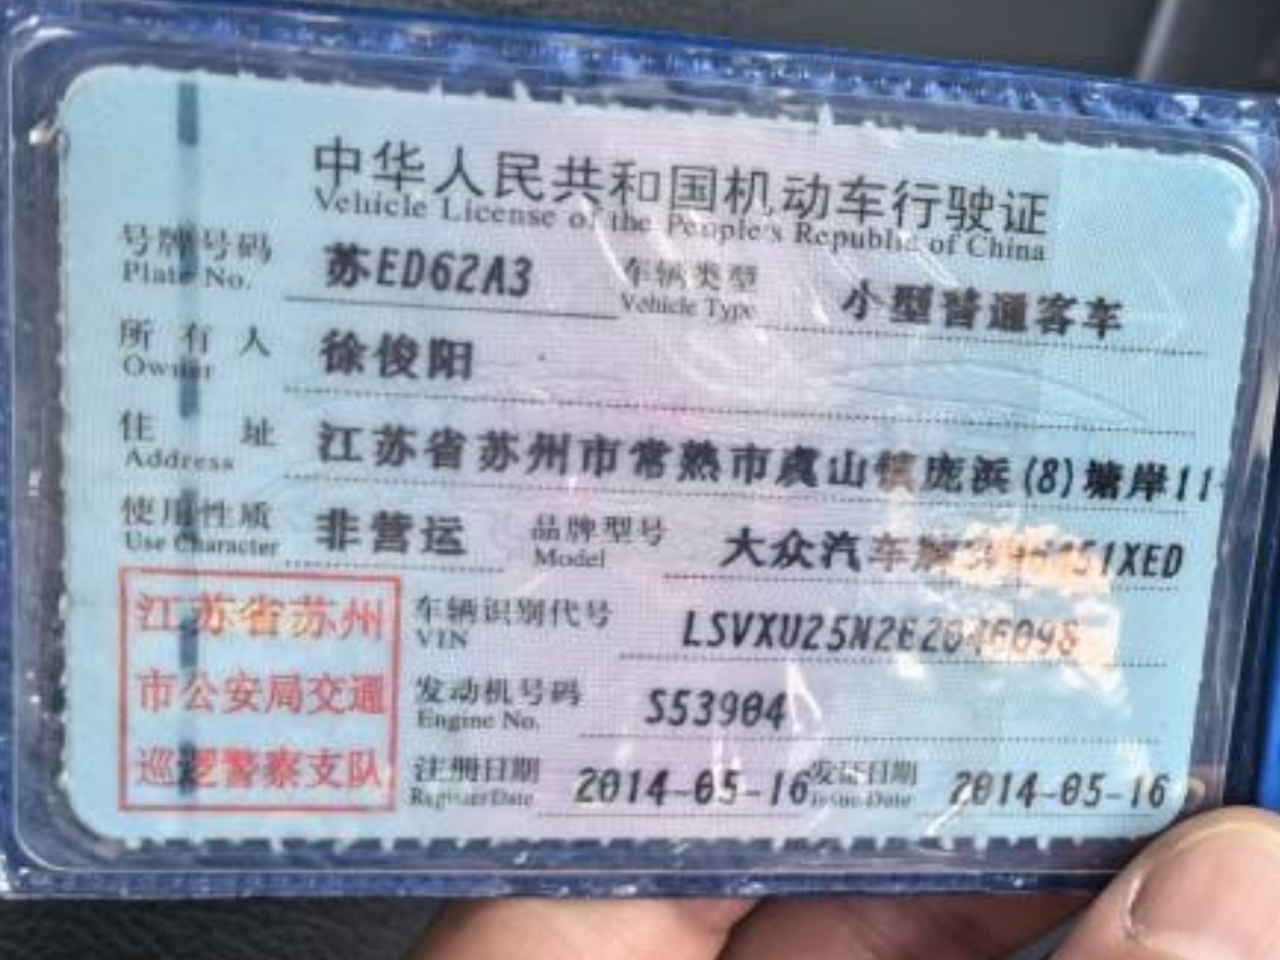 中华人民共和国机动车行驶证
Vehicle License of the People's Republic of China
号牌号码 苏ED62A3 车辆类型 小型普通客车
Plate No. Vehicle Type
所有人 徐俊阳
Owner
住址 江苏省苏州市常熟市虞山镇庞浜(8)塘岸11
Address
使用性质 非营运 品牌型号 大众汽车牌 51XED
Use Character Model
江苏省苏州
市公安局交通
巡逻警察支队
车辆识别代号 LSVXU25N2E2046098
VIN
发动机号码 S53904
Engine No.
注册日期 2014-05-16 发证日期 2014-05-16
Register Date Issue Date